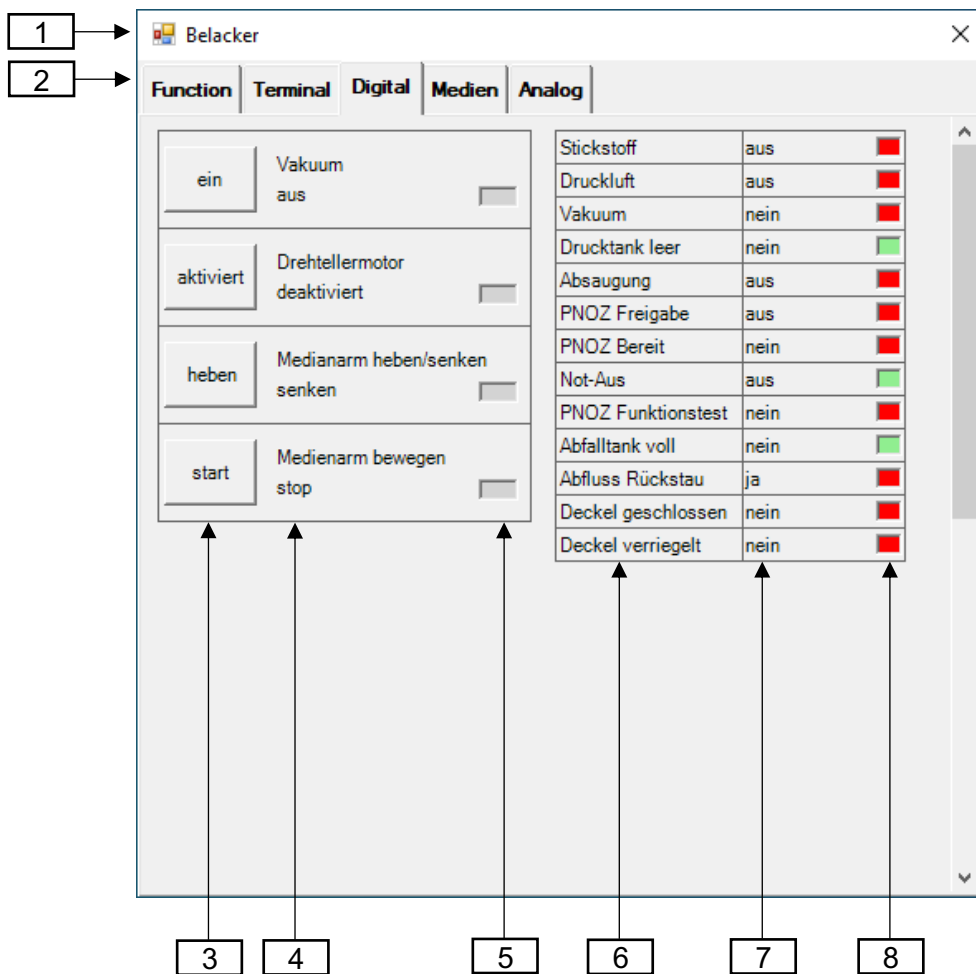 1
Belacker
2
Function Terminal Digital Medien Analog
ein
Vakuum
aus
aktiviert
Drehtellermotor
deaktiviert
heben
Medianarm heben/senken
senken
start
Medienarm bewegen
stop
Stickstoff aus
Druckluft aus
Vakuum nein
Drucktank leer nein
Absaugung aus
PNOZ Freigabe aus
PNOZ Bereit nein
Not-Aus aus
PNOZ Funktionstest nein
Abfalltank voll nein
Abfluss Rückstau ja
Deckel geschlossen nein
Deckel verriegelt nein
3 4 5 6 7 8